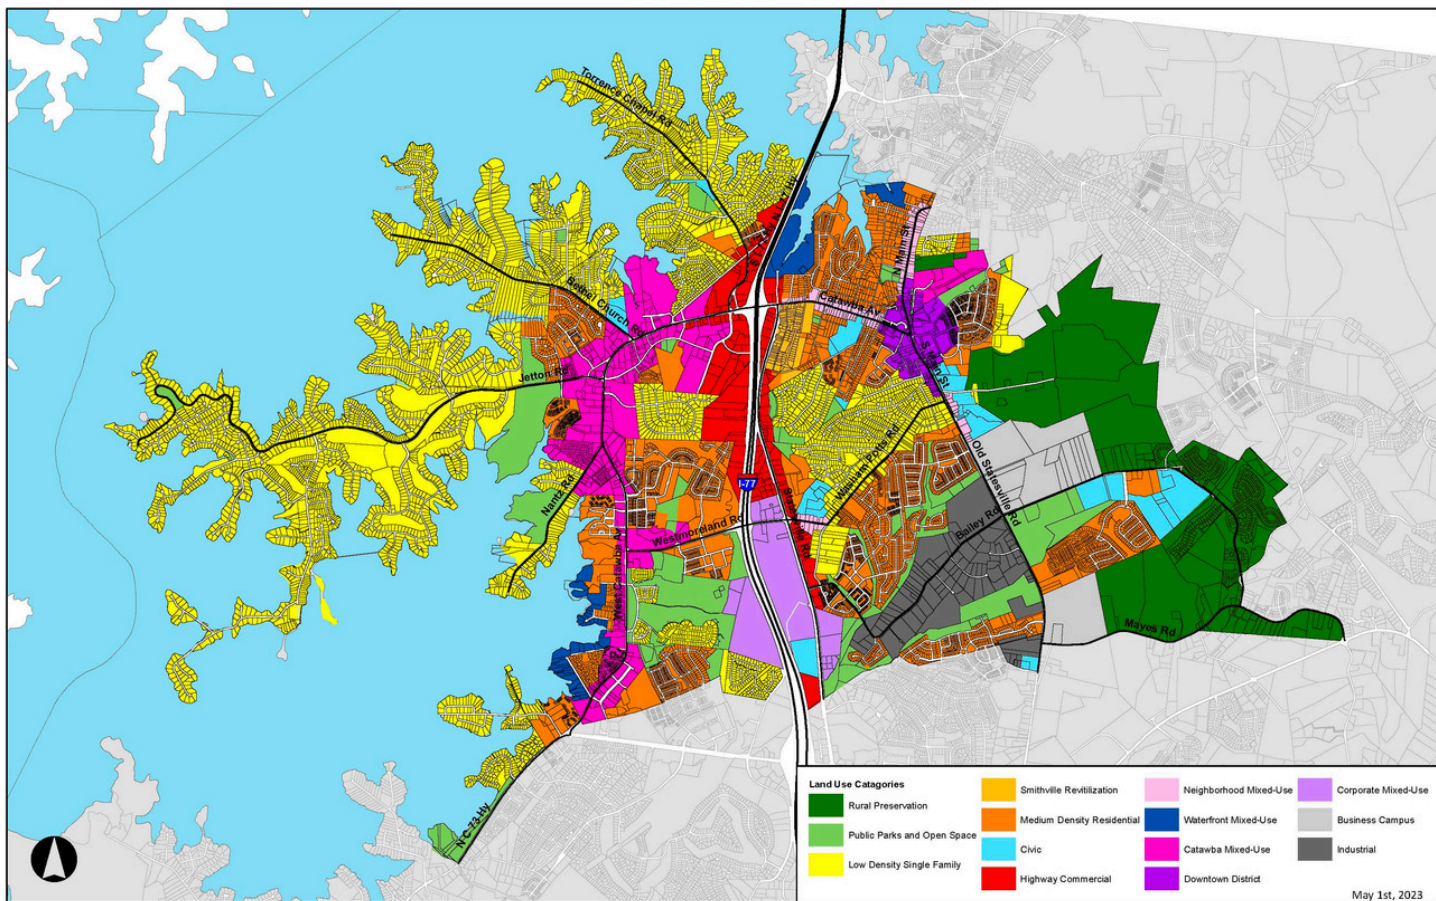 Torrence Chapel Rd
N Main St
Catawba Av
Bethel Church Rd
S Main St
Jetton Rd
William Potts Rd
Old Statesville Rd
I-77
Nantz Rd
Statesville Rd
Westmoreland Rd
Bailey Rd
West Catawba Av
Mayes Rd
N C 73 Hy
Land Use Catagories
Rural Preservation
Public Parks and Open Space
Low Density Single Family
Smithville Revitilization
Medium Density Residential
Civic
Highway Commercial
Neighborhood Mixed-Use
Waterfront Mixed-Use
Catawba Mixed-Use
Downtown District
Corporate Mixed-Use
Business Campus
Industrial
May 1st, 2023